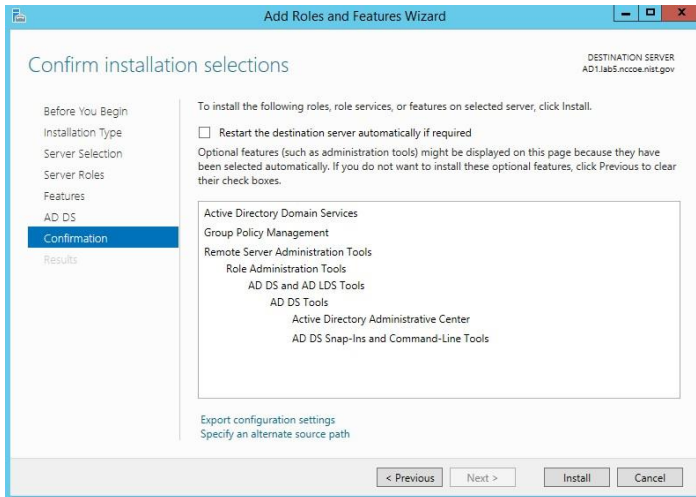 Add Roles and Features Wizard
Confirm installation selections
DESTINATION SERVER
AD1.lab5.nccoe.nist.gov
Before You Begin
Installation Type
Server Selection
Server Roles
Features
AD DS
Confirmation
Results
To install the following roles, role services, or features on selected server, click Install.
Restart the destination server automatically if required
Optional features (such as administration tools) might be displayed on this page because they have
been selected automatically. If you do not want to install these optional features, click Previous to clear
their check boxes.
Active Directory Domain Services
Group Policy Management
Remote Server Administration Tools
Role Administration Tools
AD DS and AD LDS Tools
AD DS Tools
Active Directory Administrative Center
AD DS Snap-Ins and Command-Line Tools
Export configuration settings
Specify an alternate source path
< Previous
Next >
Install
Cancel